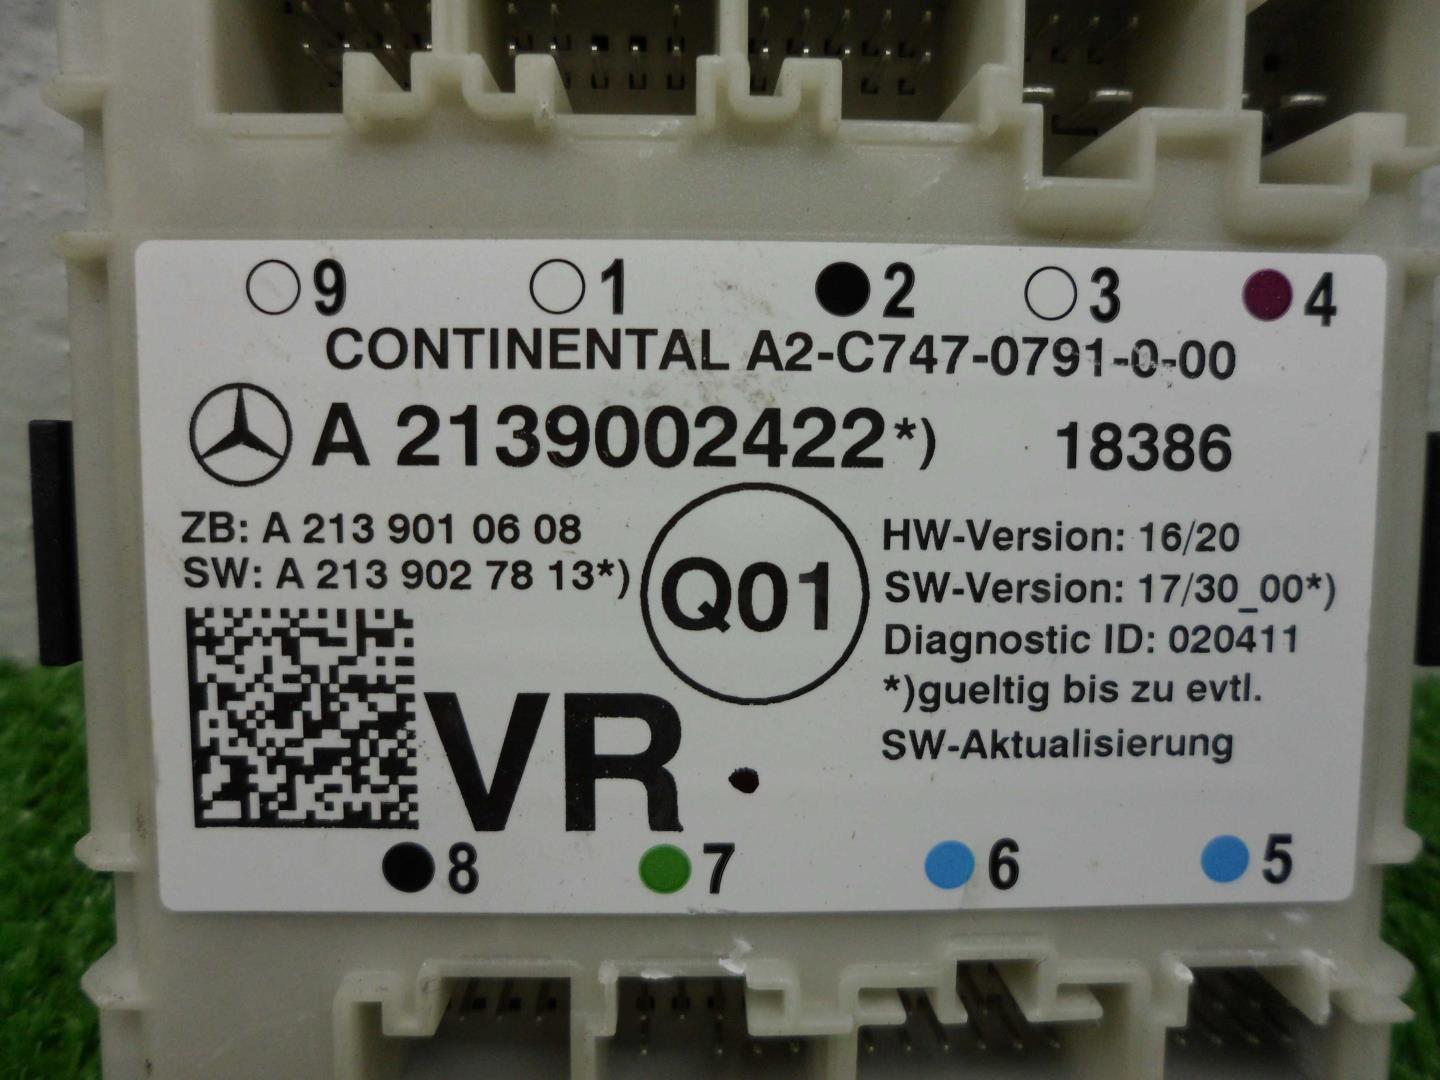 9 1 2 3 4
CONTINENTAL A2-C747-0791-0-00
A 2139002422*) 18386
ZB: A 213 901 06 08
SW: A 213 902 78 13*)
Q01
HW-Version: 16/20
SW-Version: 17/30_00*)
Diagnostic ID: 020411
*)gueltig bis zu evtl.
SW-Aktualisierung
VR
8 7 6 5